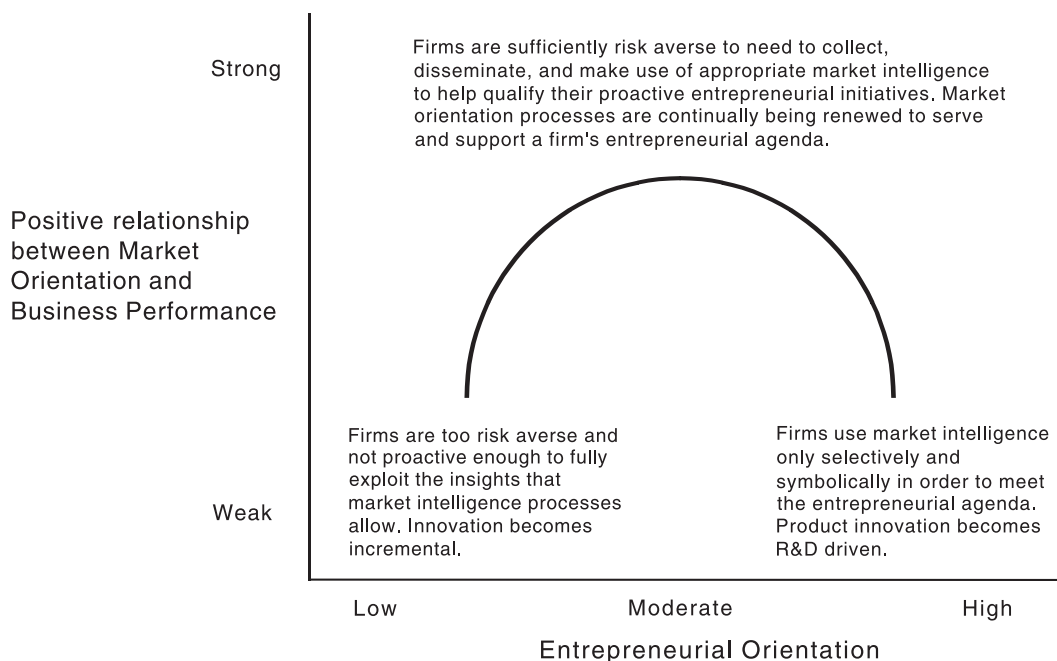 Strong
Firms are sufficiently risk averse to need to collect,
disseminate, and make use of appropriate market intelligence
to help qualify their proactive entrepreneurial initiatives. Market
orientation processes are continually being renewed to serve
and support a firm's entrepreneurial agenda.
Positive relationship
between Market
Orientation and
Business Performance
Firms are too risk averse and
not proactive enough to fully
exploit the insights that
market intelligence processes
allow. Innovation becomes
incremental.
Firms use market intelligence
only selectively and
symbolically in order to meet
the entrepreneurial agenda.
Product innovation becomes
R&D driven.
Weak
Low
Moderate
High
Entrepreneurial Orientation